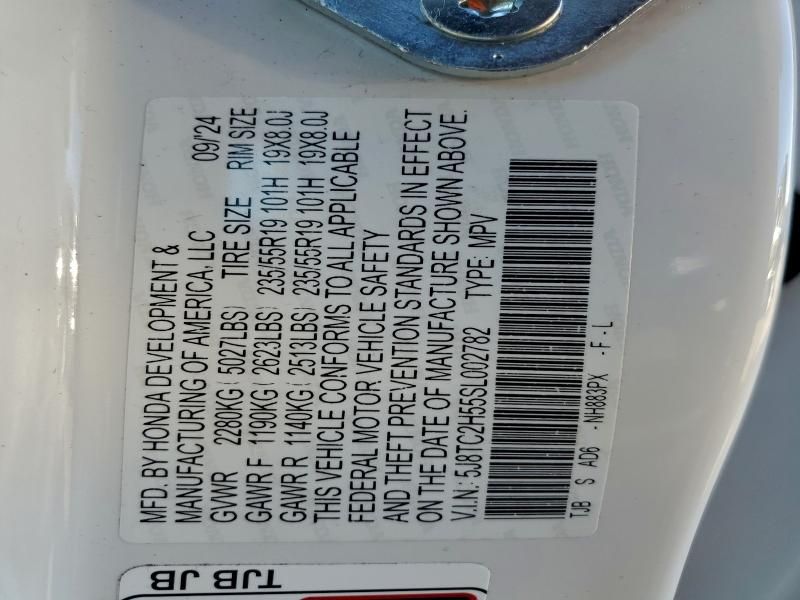 MFD. BY HONDA DEVELOPMENT &
MANUFACTURING OF AMERICA, LLC 09/'24
GVWR 2280KG( 5027LBS) TIRE SIZE RIM SIZE
GAWR F 1190KG( 2623LBS) 235/55R19 101H 19X8.0J
GAWR R 1140KG( 2513LBS) 235/55R19 101H 19X8.0J
THIS VEHICLE CONFORMS TO ALL APPLICABLE
FEDERAL MOTOR VEHICLE SAFETY
AND THEFT PREVENTION STANDARDS IN EFFECT
ON THE DATE OF MANUFACTURE SHOWN ABOVE.
V.I.N.: 5J8TC2H55SL002782 TYPE: MPV
TJB S AD6 -NH883PX -F-L
TJB JB